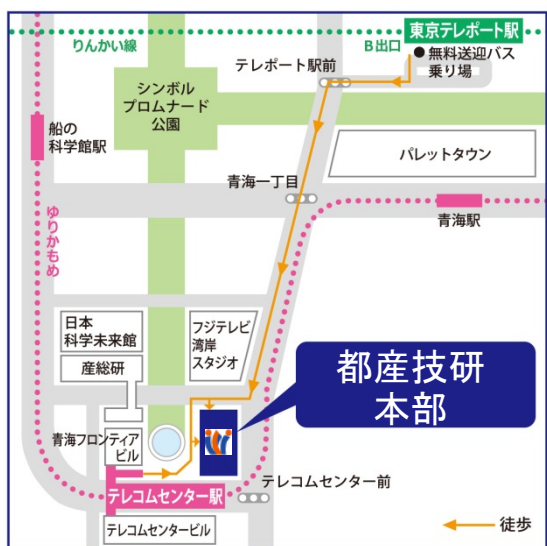 東京テレポート駅
りんかい線
B出口
無料送迎バス
乗り場
テレポート駅前
シンボル
プロムナード
公園
船の
科学館駅
パレットタウン
青海一丁目
青海駅
ゆりかもめ
日本
科学未来館
フジテレビ
湾岸
スタジオ
産総研
都産技研
本部
青海フロンティア
ビル
テレコムセンター前
テレコムセンター駅
テレコムセンタービル
徒歩